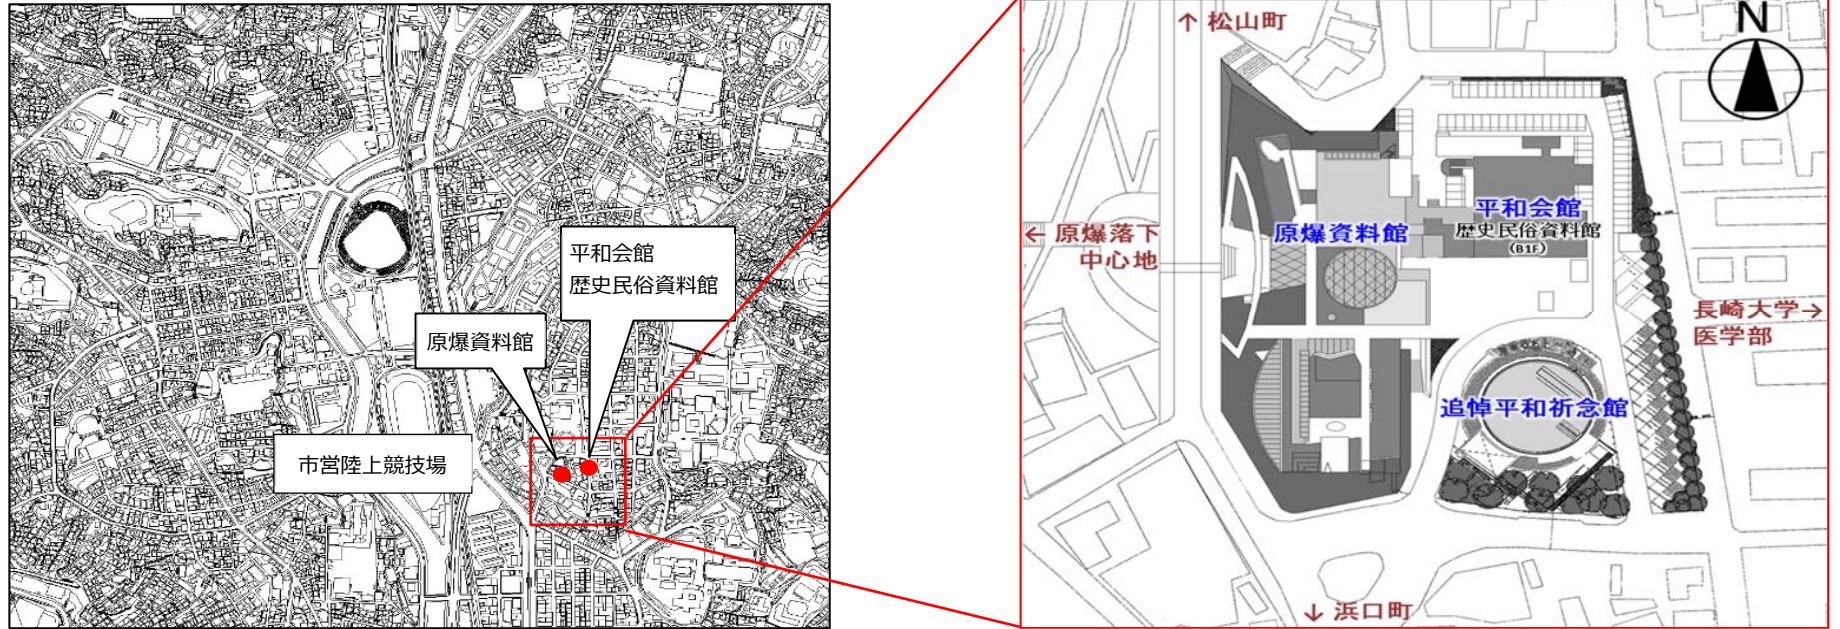 平和会館
歴史民俗資料館
原爆資料館
市営陸上競技場
↑ 松山町
N
← 原爆落下
中心地
原爆資料館
平和会館
歴史民俗資料館
(B1F)
長崎大学→
医学部
追悼平和祈念館
↓ 浜口町